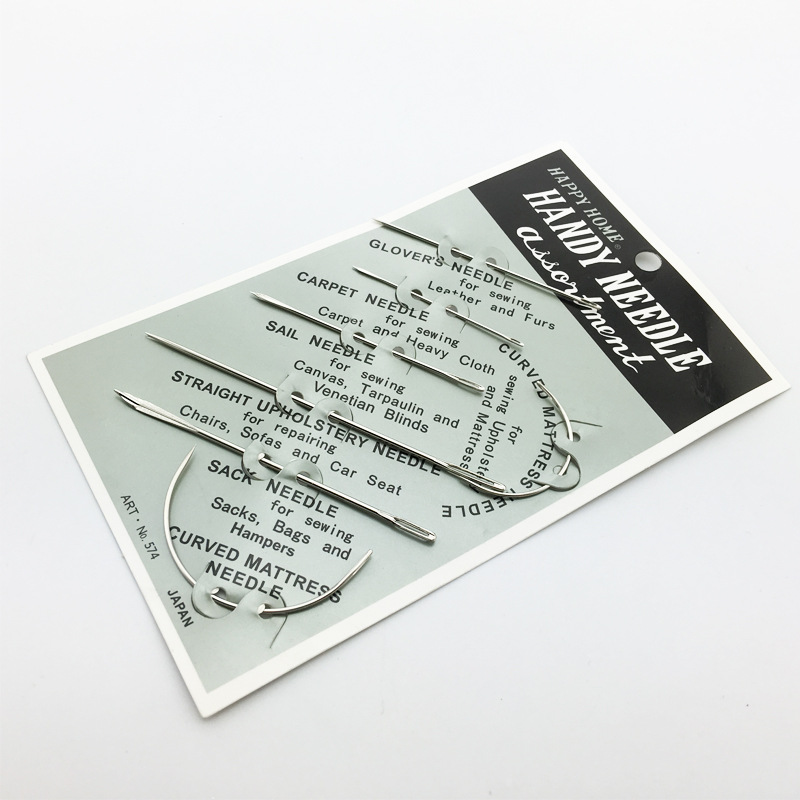 HAPPY HOME®
HANDY NEEDLE
assortment
GLOVER'S NEEDLE
for sewing
Leather and Furs
CARPET NEEDLE
for sewing
Carpet and Heavy Cloth
SAIL NEEDLE
for sewing
Canvas, Tarpaulin and
Venetian Blinds
STRAIGHT UPHOLSTERY NEEDLE
for repairing
Chairs, Sofas and Car Seat
SACK NEEDLE
for sewing
Sacks, Bags and
Hampers
CURVED MATTRESS
NEEDLE
CURVED MATTRESS NEEDLE
for
sewing
and Mattress
ART・No. 574
JAPAN